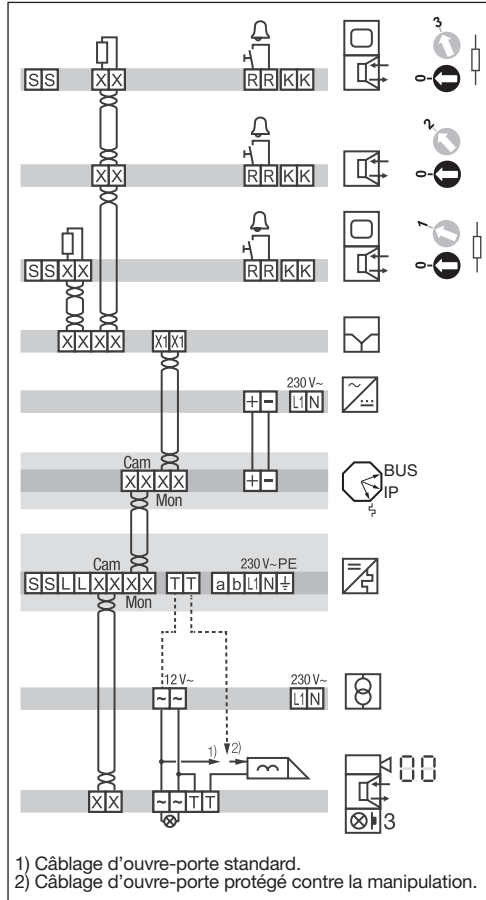 3
S S X X R R K K 0
2
X X R R K K 0
1
S S X X R R K K 0
X X X X X1 X1
230 V~
+ - L1 N
Cam
X X X X + - BUS
Mon IP
Cam 230 V~ PE
S S L L X X X X T T a b L1 N
Mon
12 V~ 230 V~
~ ~ L1 N
1) 2)
00
X X ~ ~ T T
3
1) Câblage d'ouvre-porte standard.
2) Câblage d'ouvre-porte protégé contre la manipulation.